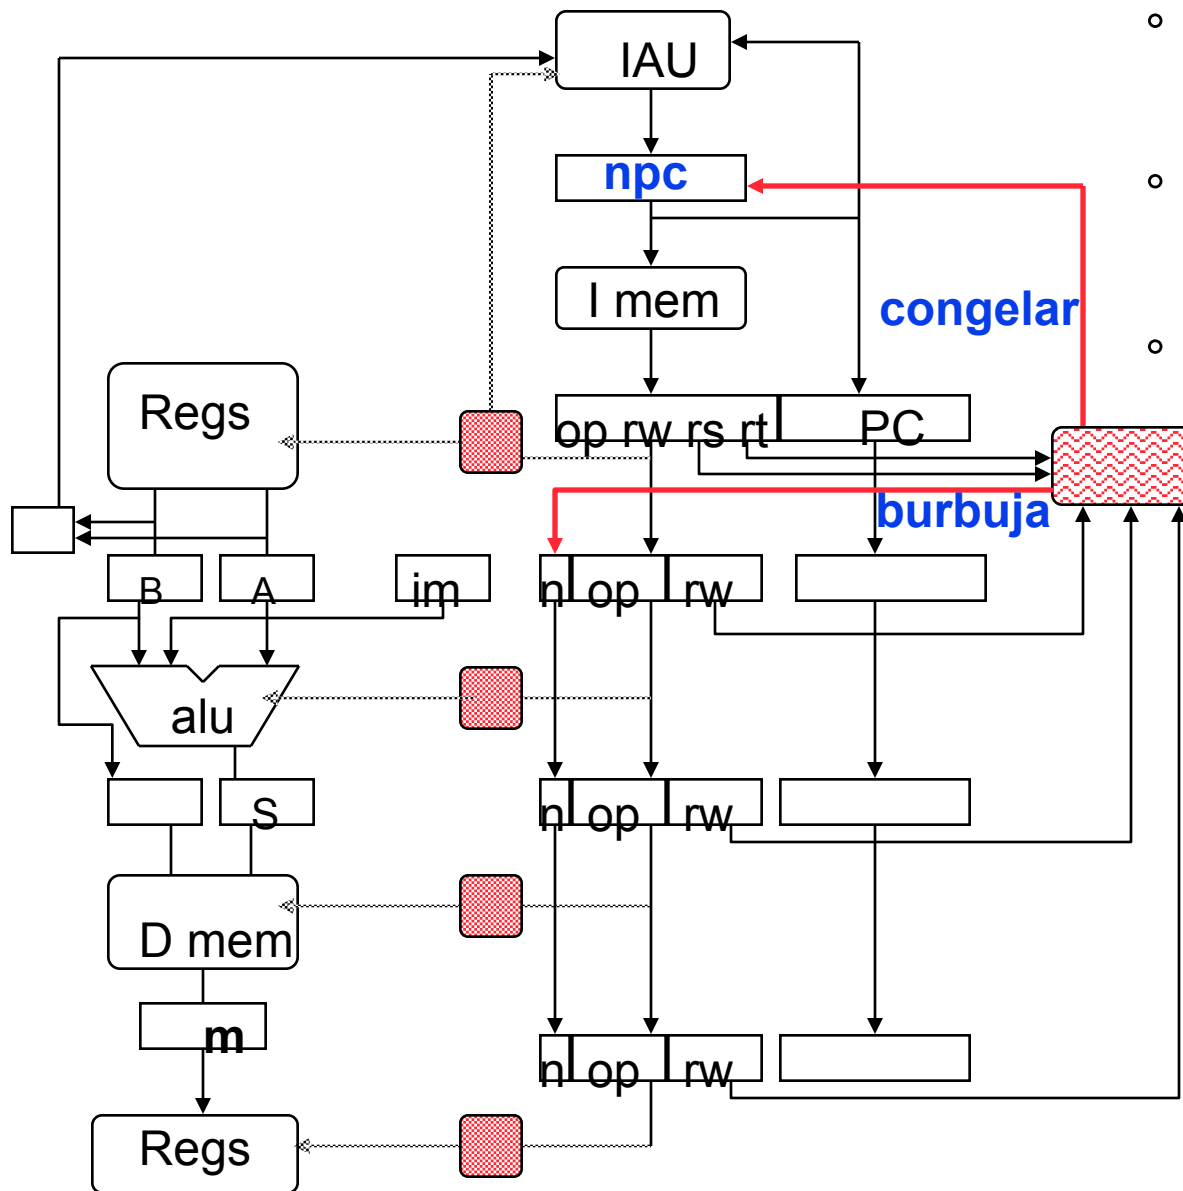 IAU
npc
I mem
congelar
Regs
op rw rs rt PC
burbuja
B A im n op rw
alu
S n op rw
D mem
m
n op rw
Regs